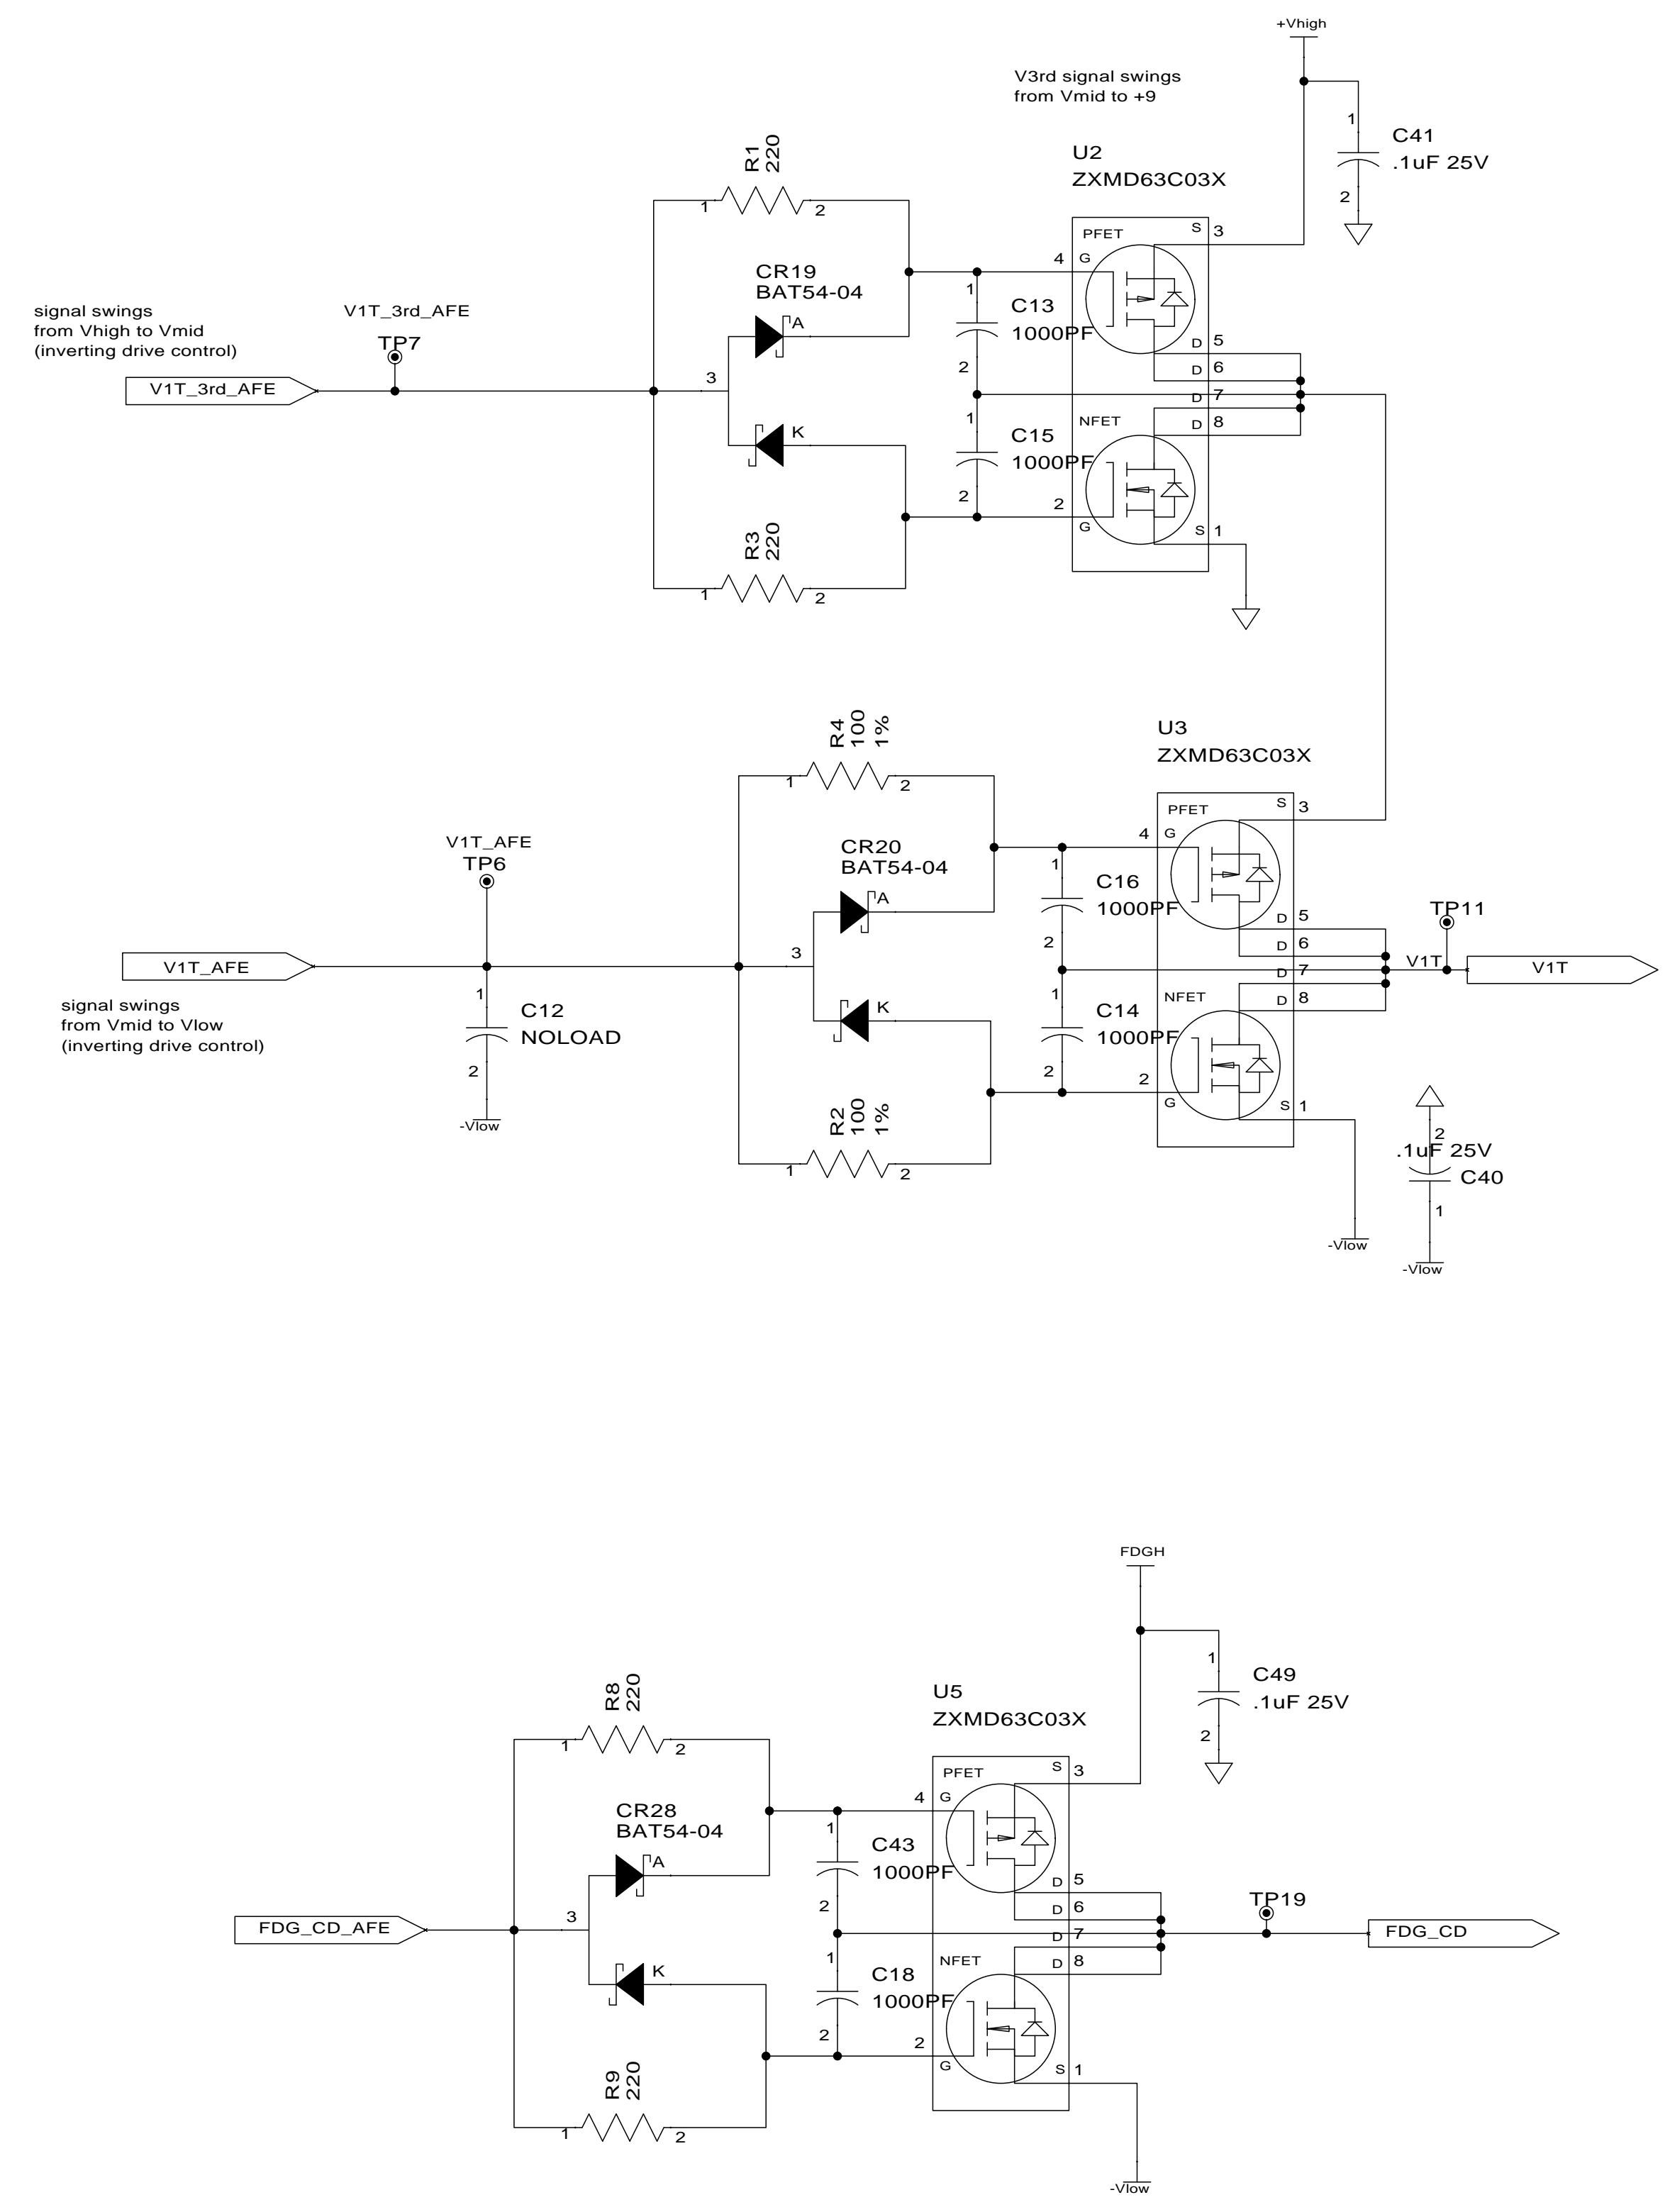 +Vhigh
V3rd signal swings
from Vmid to +9
1
C41
.1uF 25V
2
U2
ZXMD63C03X
R1
220
1
2
PFET
S
3
4
G
CR19
BAT54-04
A
1
C13
1000PF
2
signal swings
from Vhigh to Vmid
(inverting drive control)
V1T_3rd_AFE
TP7
V1T_3rd_AFE
3
D
5
D
6
D
7
D
8
NFET
1
C15
1000PF
2
K
2
G
S
1
R3
220
1
2
R4
100
1%
1
2
U3
ZXMD63C03X
PFET
S
3
4
G
V1T_AFE
TP6
CR20
BAT54-04
A
1
C16
1000PF
2
D
5
D
6
D
7
D
8
TP11
V1T
V1T
V1T_AFE
3
signal swings
from Vmid to Vlow
(inverting drive control)
1
C12
NOLOAD
2
-Vlow
K
NFET
1
C14
1000PF
2
2
G
S
1
R2
100
1%
1
2
2
.1uF 25V
C40
1
-Vlow
-Vlow
FDGH
1
C49
.1uF 25V
2
U5
ZXMD63C03X
R8
220
1
2
PFET
S
3
4
G
CR28
BAT54-04
A
1
C43
1000PF
2
D
5
D
6
D
7
D
8
TP19
FDG_CD
FDG_CD_AFE
3
K
NFET
1
C18
1000PF
2
2
G
S
1
R9
220
1
2
-Vlow